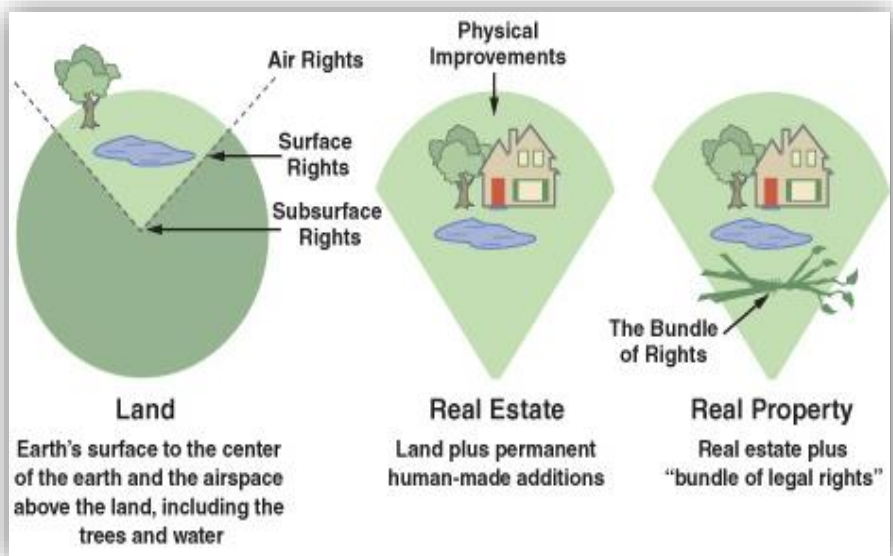 Air Rights
Surface
Rights
Subsurface
Rights
Land
Earth's surface to the center
of the earth and the airspace
above the land, including the
trees and water
Physical
Improvements
Real Estate
Land plus permanent
human-made additions
The Bundle
of Rights
Real Property
Real estate plus
“bundle of legal rights”